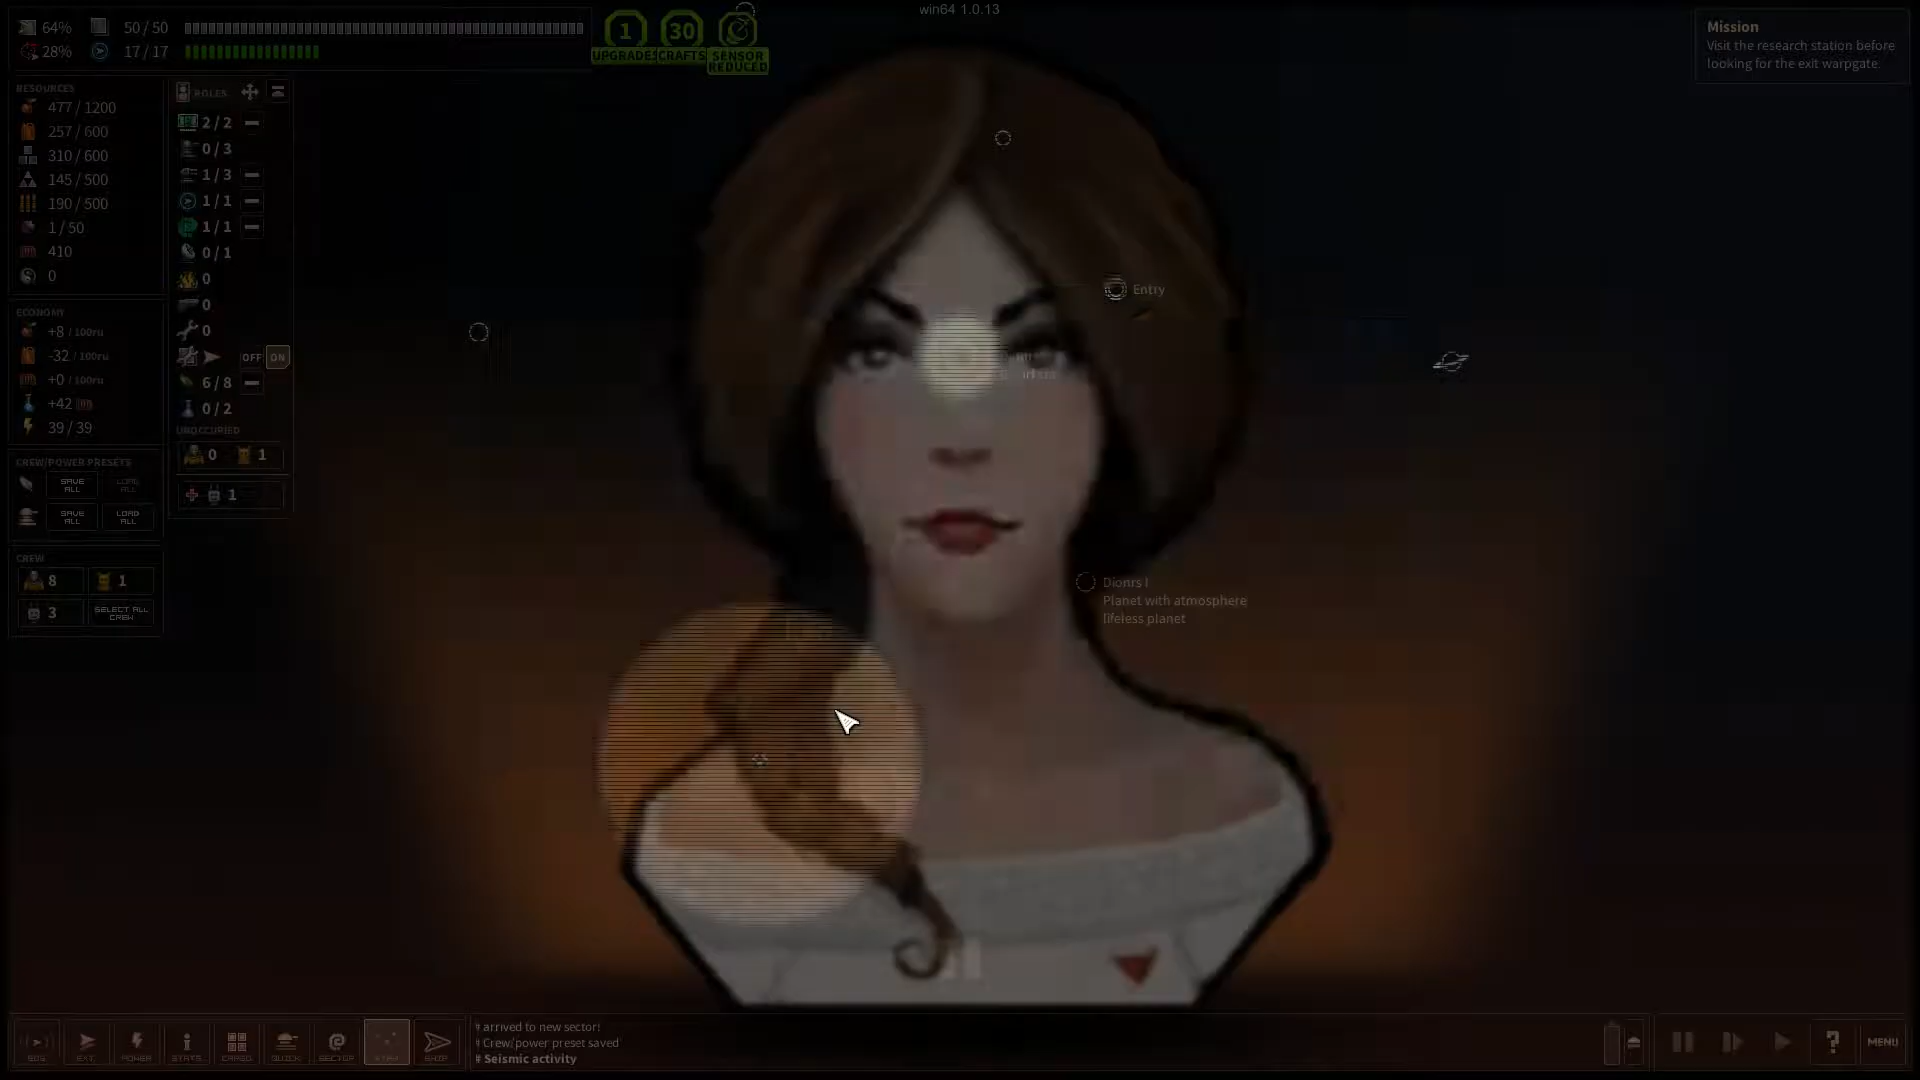 win64 1.0.13
64%
50 / 50
28%
17 / 17
1
UPGRADES
30
CRAFTS
SENSOR
REDUCED
Mission
Visit the research station before
looking for the exit warpgate.
RESOURCES
477 / 1200
257 / 600
310 / 600
145 / 500
190 / 500
1 / 50
410
0
ROLES
2 / 2
0 / 3
1 / 3
1 / 1
1 / 1
0 / 1
0
0
0
OFF
ON
6 / 8
0 / 2
UNOCCUPIED
0
1
1
ECONOMY
+8 / 100ru
-32 / 100ru
+0 / 100ru
+42
39 / 39
CREW/POWER PRESETS
SAVE
ALL
LOAD
ALL
SAVE
ALL
LOAD
ALL
CREW
8
1
3
SELECT ALL
CREW
Entry
Dionrs I
Planet with atmosphere
lifeless planet
# arrived to new sector!
# Crew/power preset saved
# Seismic activity
EXT.
POWER
STATS
CARGO
QUICK
SECTOR
STAR
SHIP
?
MENU